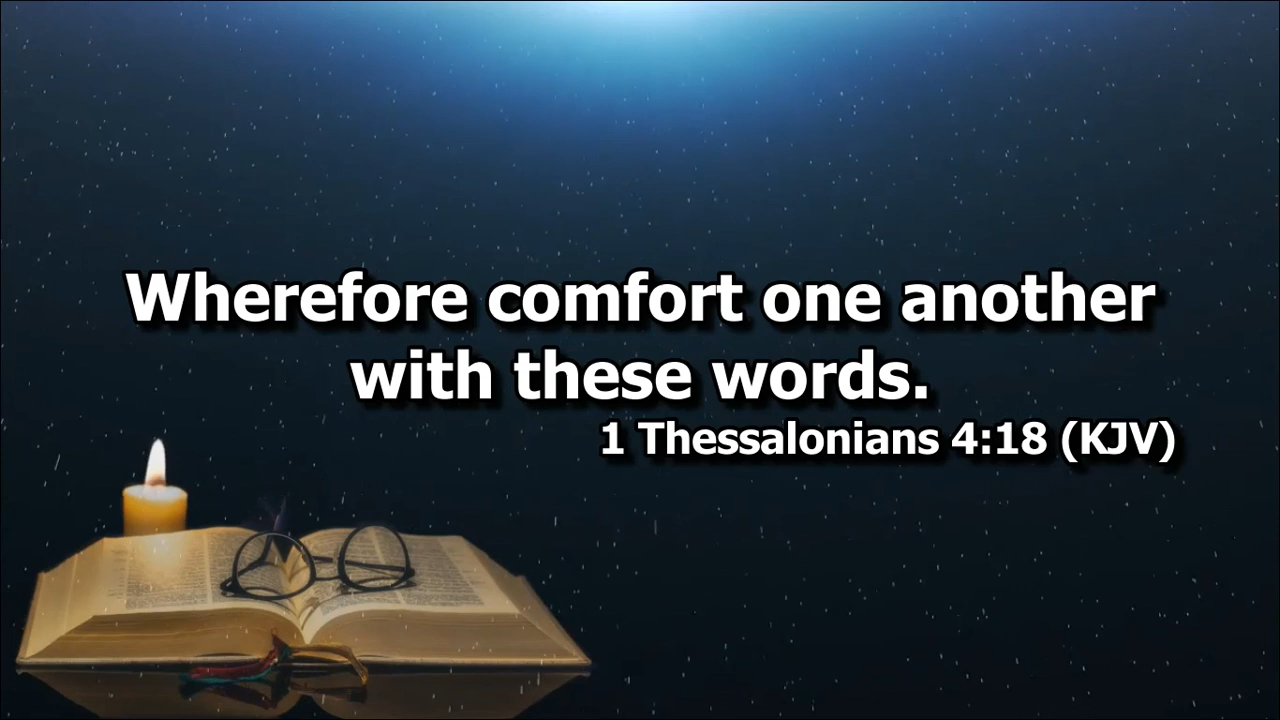 Wherefore comfort one another
with these words.
1 Thessalonians 4:18 (KJV)